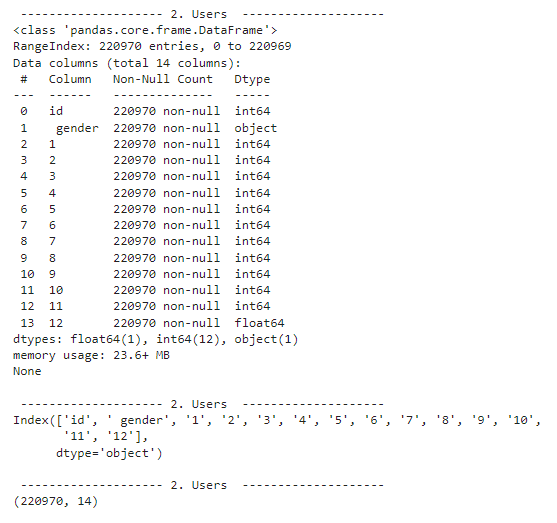 -------------------- 2. Users  --------------------
<class 'pandas.core.frame.DataFrame'>
RangeIndex: 220970 entries, 0 to 220969
Data columns (total 14 columns):
 #   Column   Non-Null Count   Dtype
---  ------   --------------   -----
 0   id       220970 non-null  int64
 1    gender  220970 non-null  object
 2   1        220970 non-null  int64
 3   2        220970 non-null  int64
 4   3        220970 non-null  int64
 5   4        220970 non-null  int64
 6   5        220970 non-null  int64
 7   6        220970 non-null  int64
 8   7        220970 non-null  int64
 9   8        220970 non-null  int64
 10  9        220970 non-null  int64
 11  10       220970 non-null  int64
 12  11       220970 non-null  int64
 13  12       220970 non-null  float64
dtypes: float64(1), int64(12), object(1)
memory usage: 23.6+ MB
None
-------------------- 2. Users  --------------------
Index(['id', ' gender', '1', '2', '3', '4', '5', '6', '7', '8', '9', '10',
       '11', '12'],
      dtype='object')
-------------------- 2. Users  --------------------
(220970, 14)